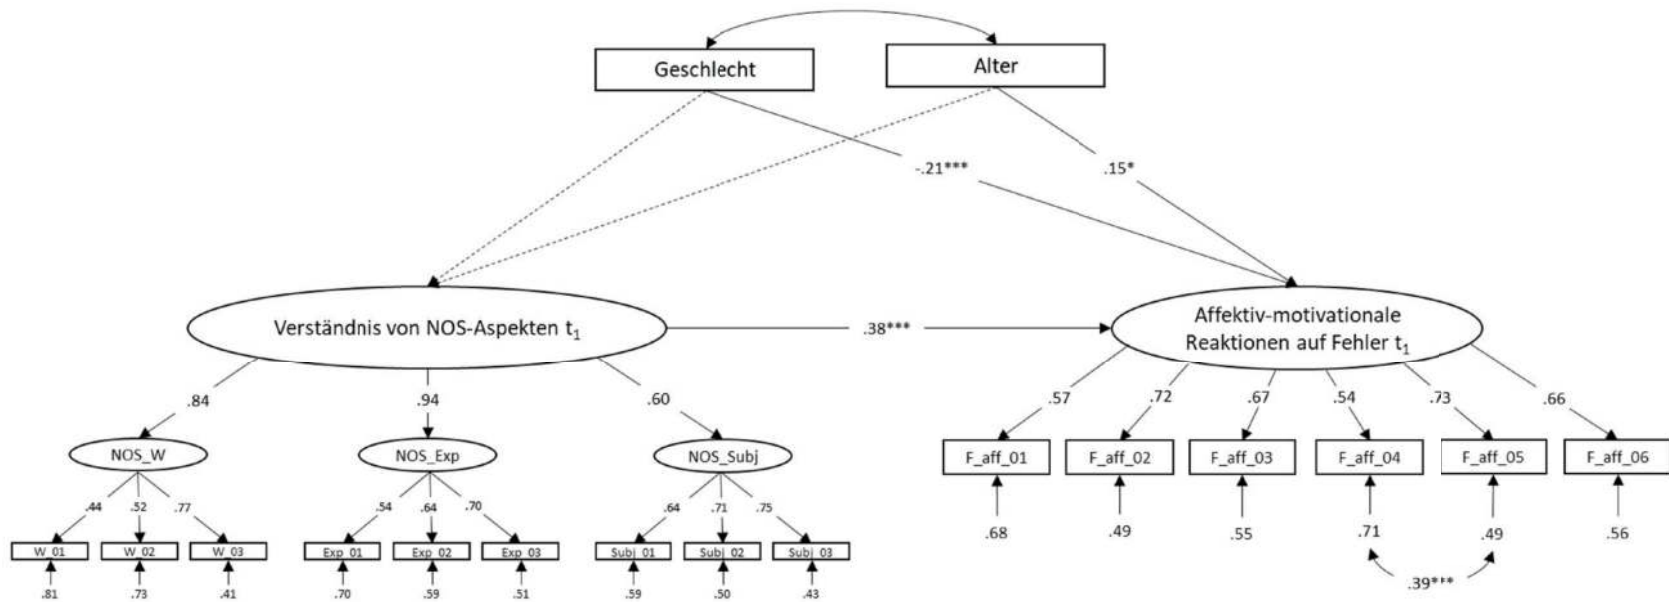 Geschlecht
Alter
-.21***
.15*
Verständnis von NOS-Aspekten t1
.38***
Affektiv-motivationale
Reaktionen auf Fehler t1
.84
.94
.60
.57
.72
.67
.54
.73
.66
NOS_W
NOS_Exp
NOS_Subj
F_aff_01
F_aff_02
F_aff_03
F_aff_04
F_aff_05
F_aff_06
.44
.52
.77
.54
.64
.70
.64
.71
.75
.68
.49
.55
.71
.49
.56
W_01
W_02
W_03
Exp_01
Exp_02
Exp_03
Subj_01
Subj_02
Subj_03
.39***
.81
.73
.41
.70
.59
.51
.59
.50
.43